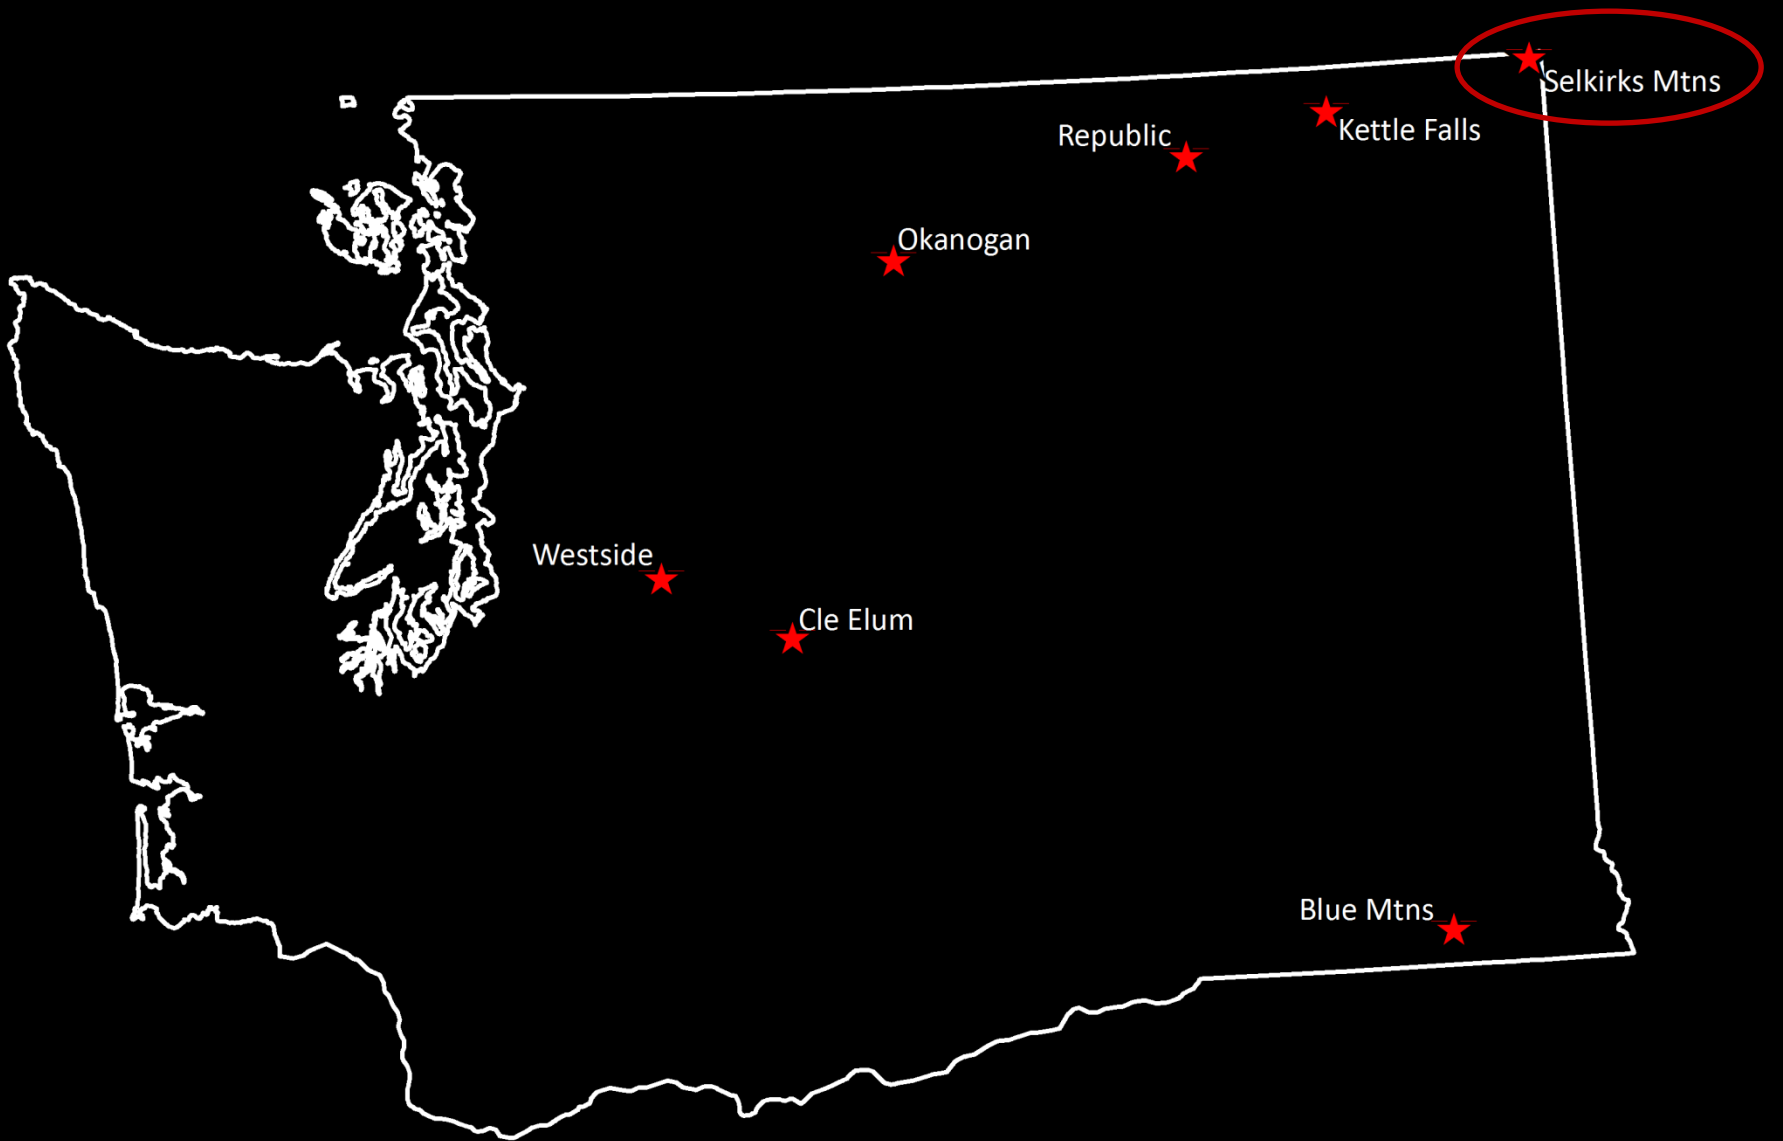 Selkirks Mtns
Kettle Falls
Republic
Okanogan
Westside
Cle Elum
Blue Mtns